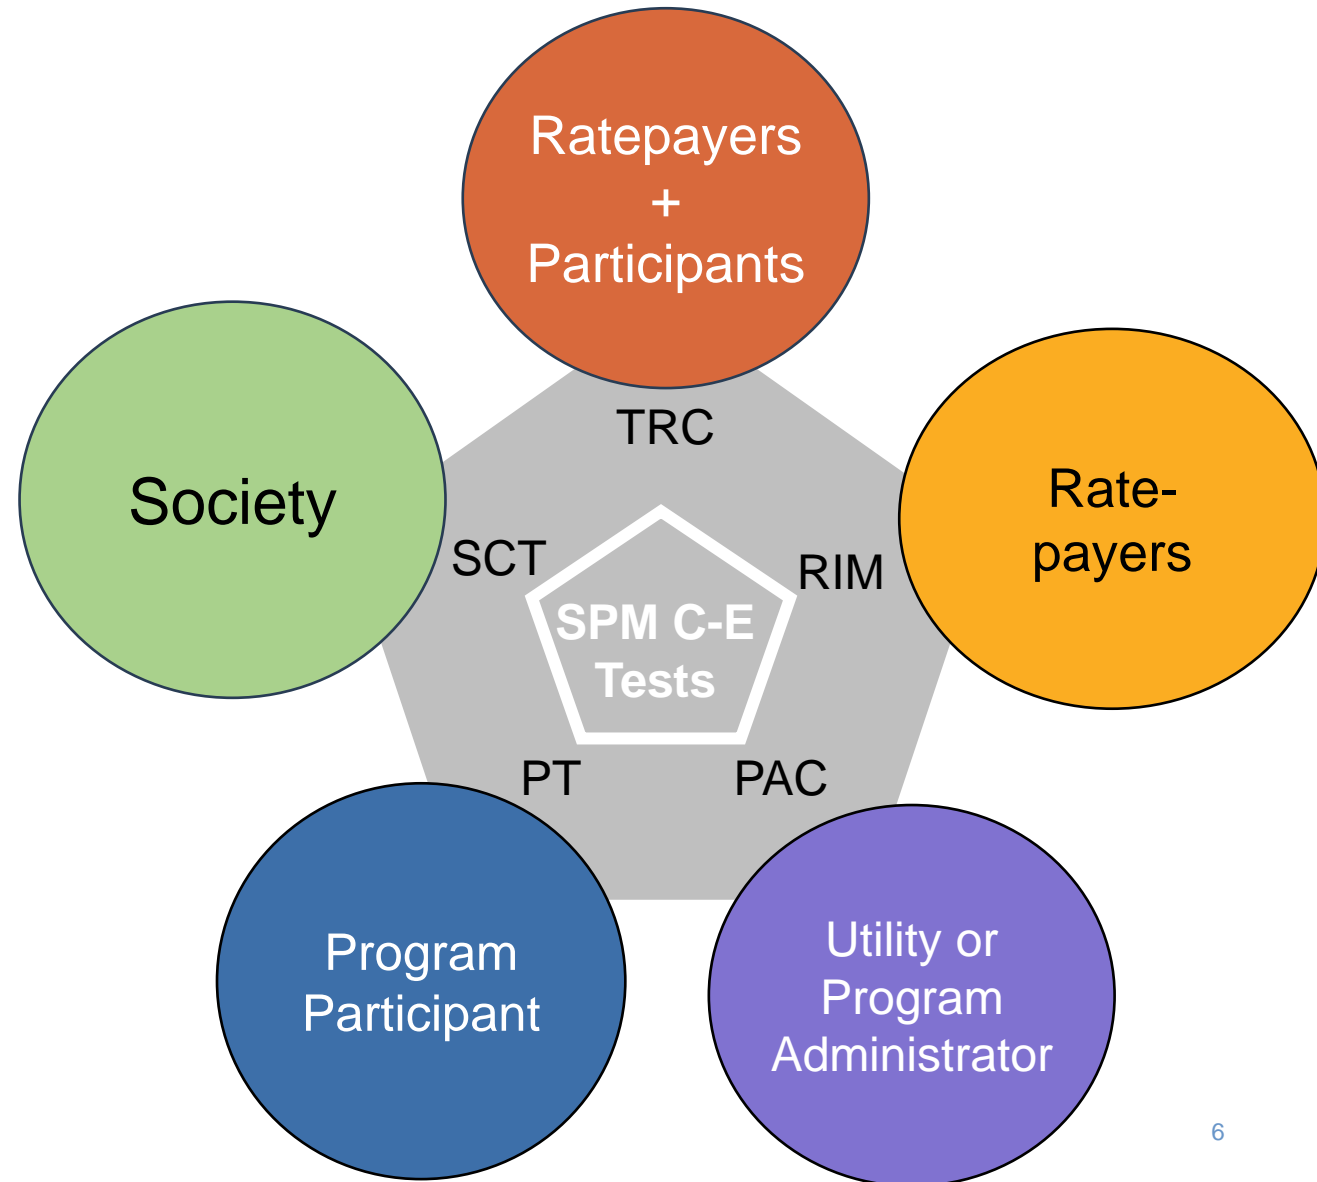 Ratepayers
+
Participants
TRC
Society
Rate-
payers
SCT
RIM
SPM C-E
Tests
PT
PAC
Program
Participant
Utility or
Program
Administrator
6